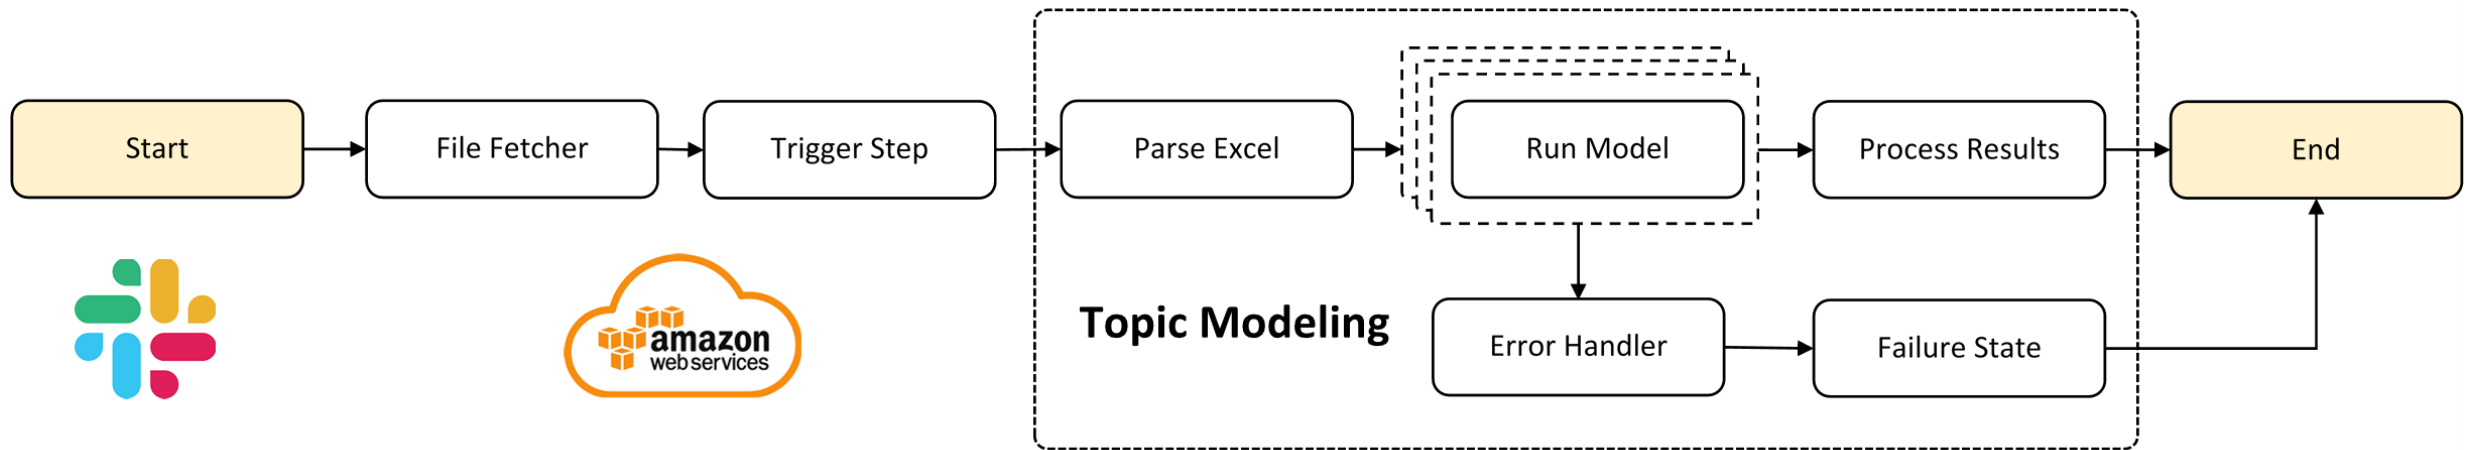 Start
File Fetcher
Trigger Step
Parse Excel
Run Model
Process Results
End
amazon
webservices
Topic Modeling
Error Handler
Failure State